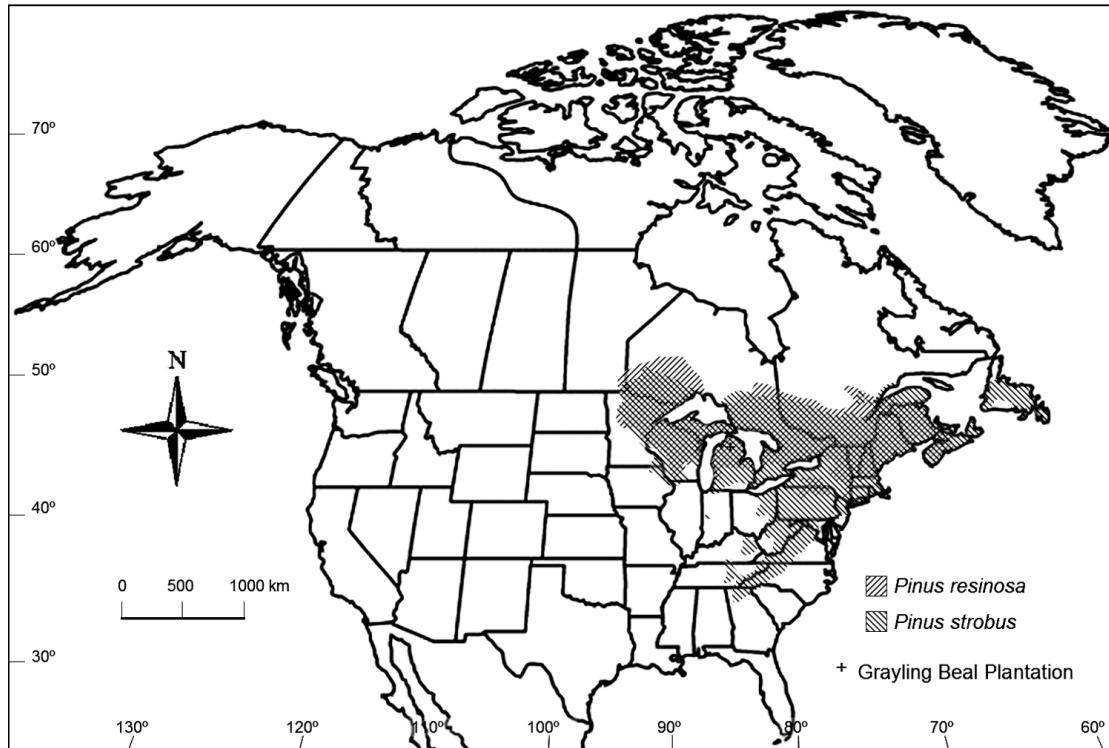 70º
60º
N
50º
40º
0 500 1000 km
Pinus resinosa
Pinus strobus
30º
+ Grayling Beal Plantation
130º 120º 110º 100º 90º 80º 70º 60º